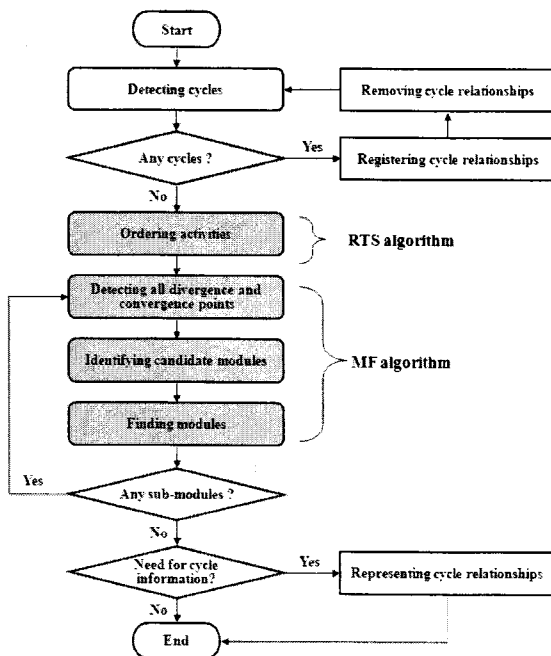 Start
Detecting cycles
Removing cycle relationships
Any cycles ?
Yes
Registering cycle relationships
No
Ordering activities
RTS algorithm
Detecting all divergence and
convergence points
Identifying candidate modules
MF algorithm
Finding modules
Yes
Any sub-modules ?
No
Need for cycle
information?
Yes
Representing cycle relationships
No
End